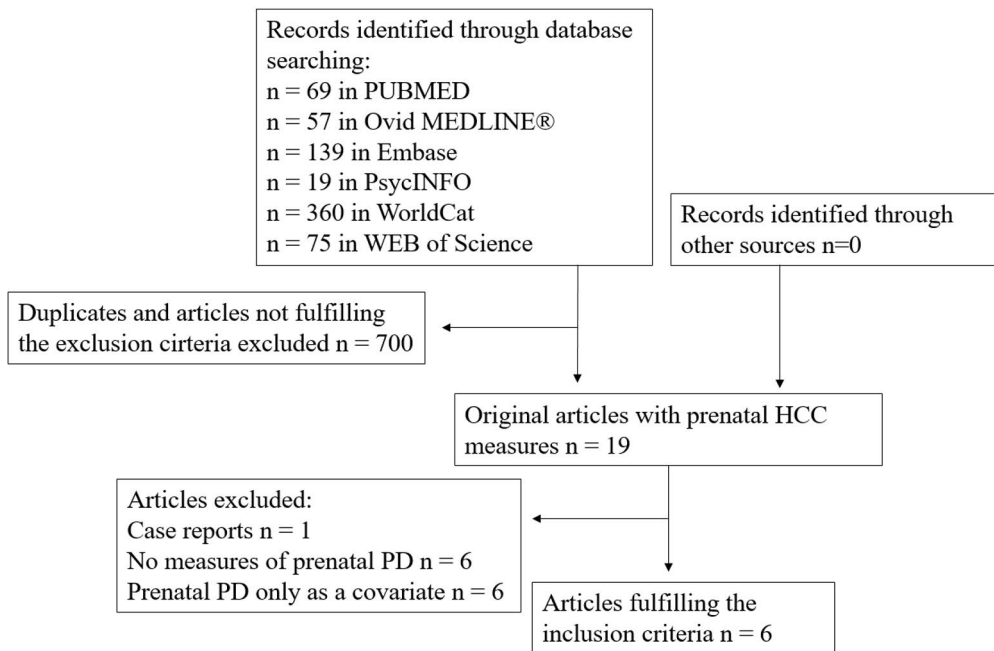 Records identified through database
searching:
n = 69 in PUBMED
n = 57 in Ovid MEDLINE®
n = 139 in Embase
n = 19 in PsycINFO
n = 360 in WorldCat
n = 75 in WEB of Science
Records identified through
other sources n=0
Duplicates and articles not fulfilling
the exclusion cirteria excluded n = 700
Original articles with prenatal HCC
measures n = 19
Articles excluded:
Case reports n = 1
No measures of prenatal PD n = 6
Prenatal PD only as a covariate n = 6
Articles fulfilling the
inclusion criteria n = 6